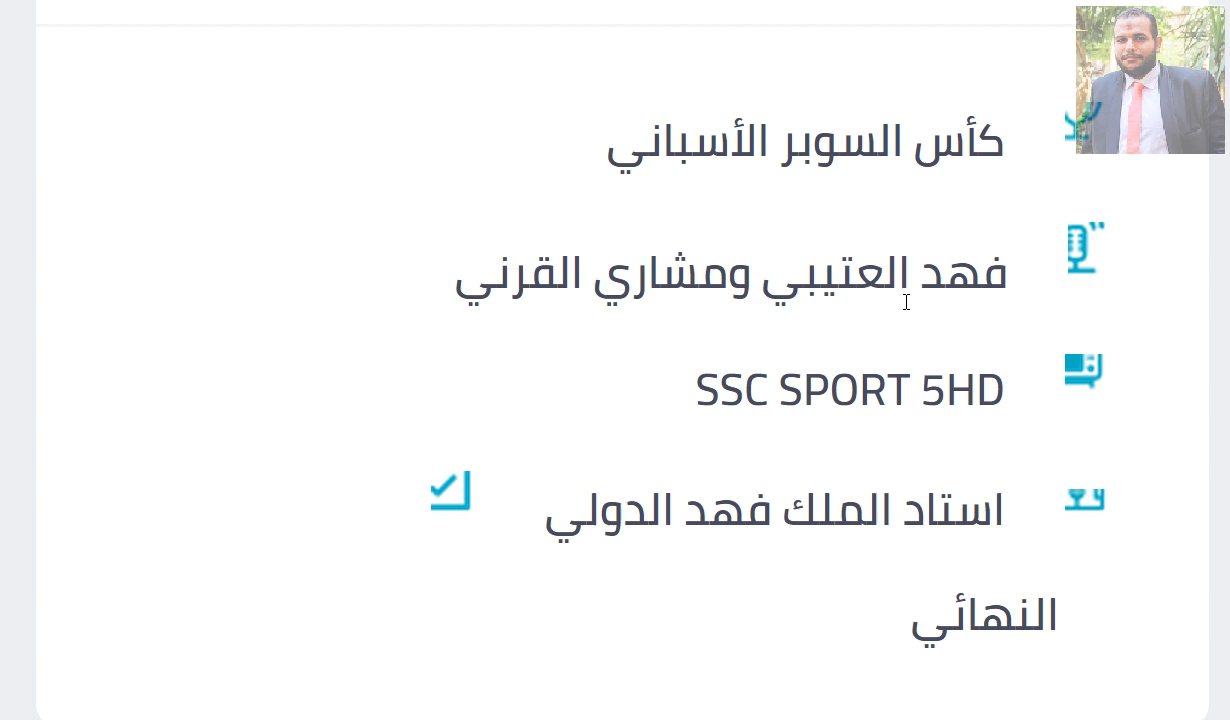 كأس السوبر الأسباني
فهد العتيبي ومشاري القرني
SSC SPORT 5HD
استاد الملك فهد الدولي
النهائي